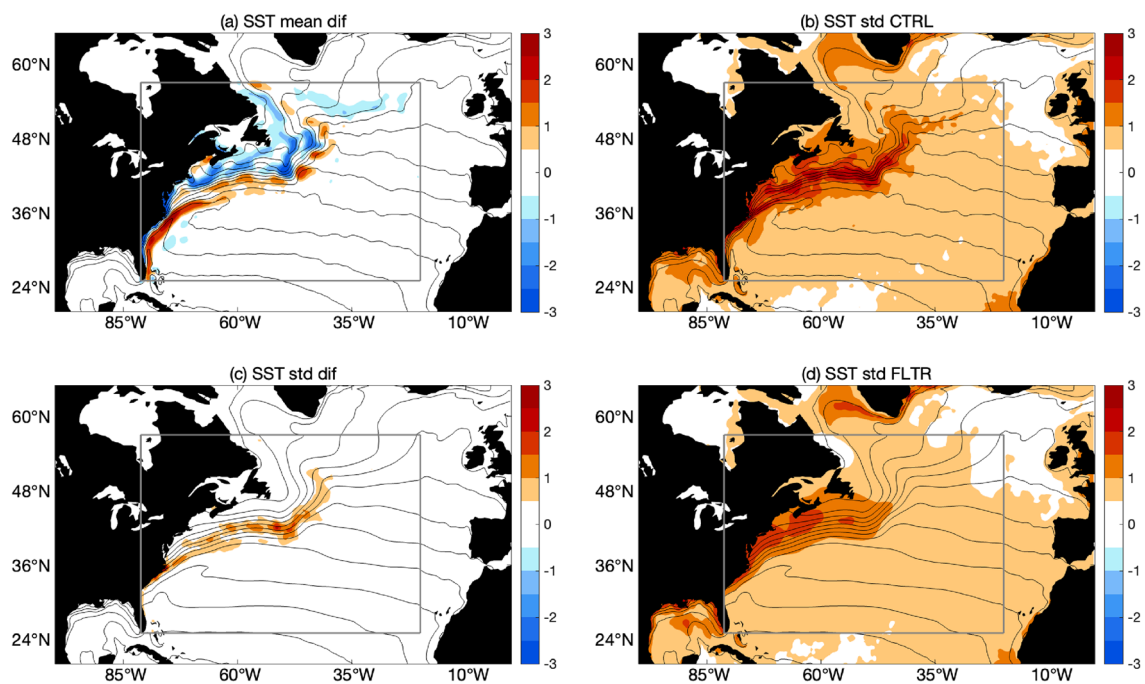 (a) SST mean dif
60°N
48°N
36°N
24°N
85°W 60°W 35°W 10°W
3
2
1
0
-1
-2
-3
(b) SST std CTRL
60°N
48°N
36°N
24°N
85°W 60°W 35°W 10°W
3
2
1
0
-1
-2
-3
(c) SST std dif
60°N
48°N
36°N
24°N
85°W 60°W 35°W 10°W
3
2
1
0
-1
-2
-3
(d) SST std FLTR
60°N
48°N
36°N
24°N
85°W 60°W 35°W 10°W
3
2
1
0
-1
-2
-3